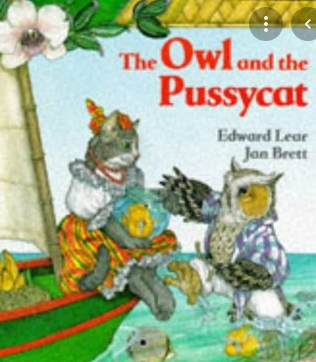 The Owl and the
Pussycat
Edward Lear
Jan Brett